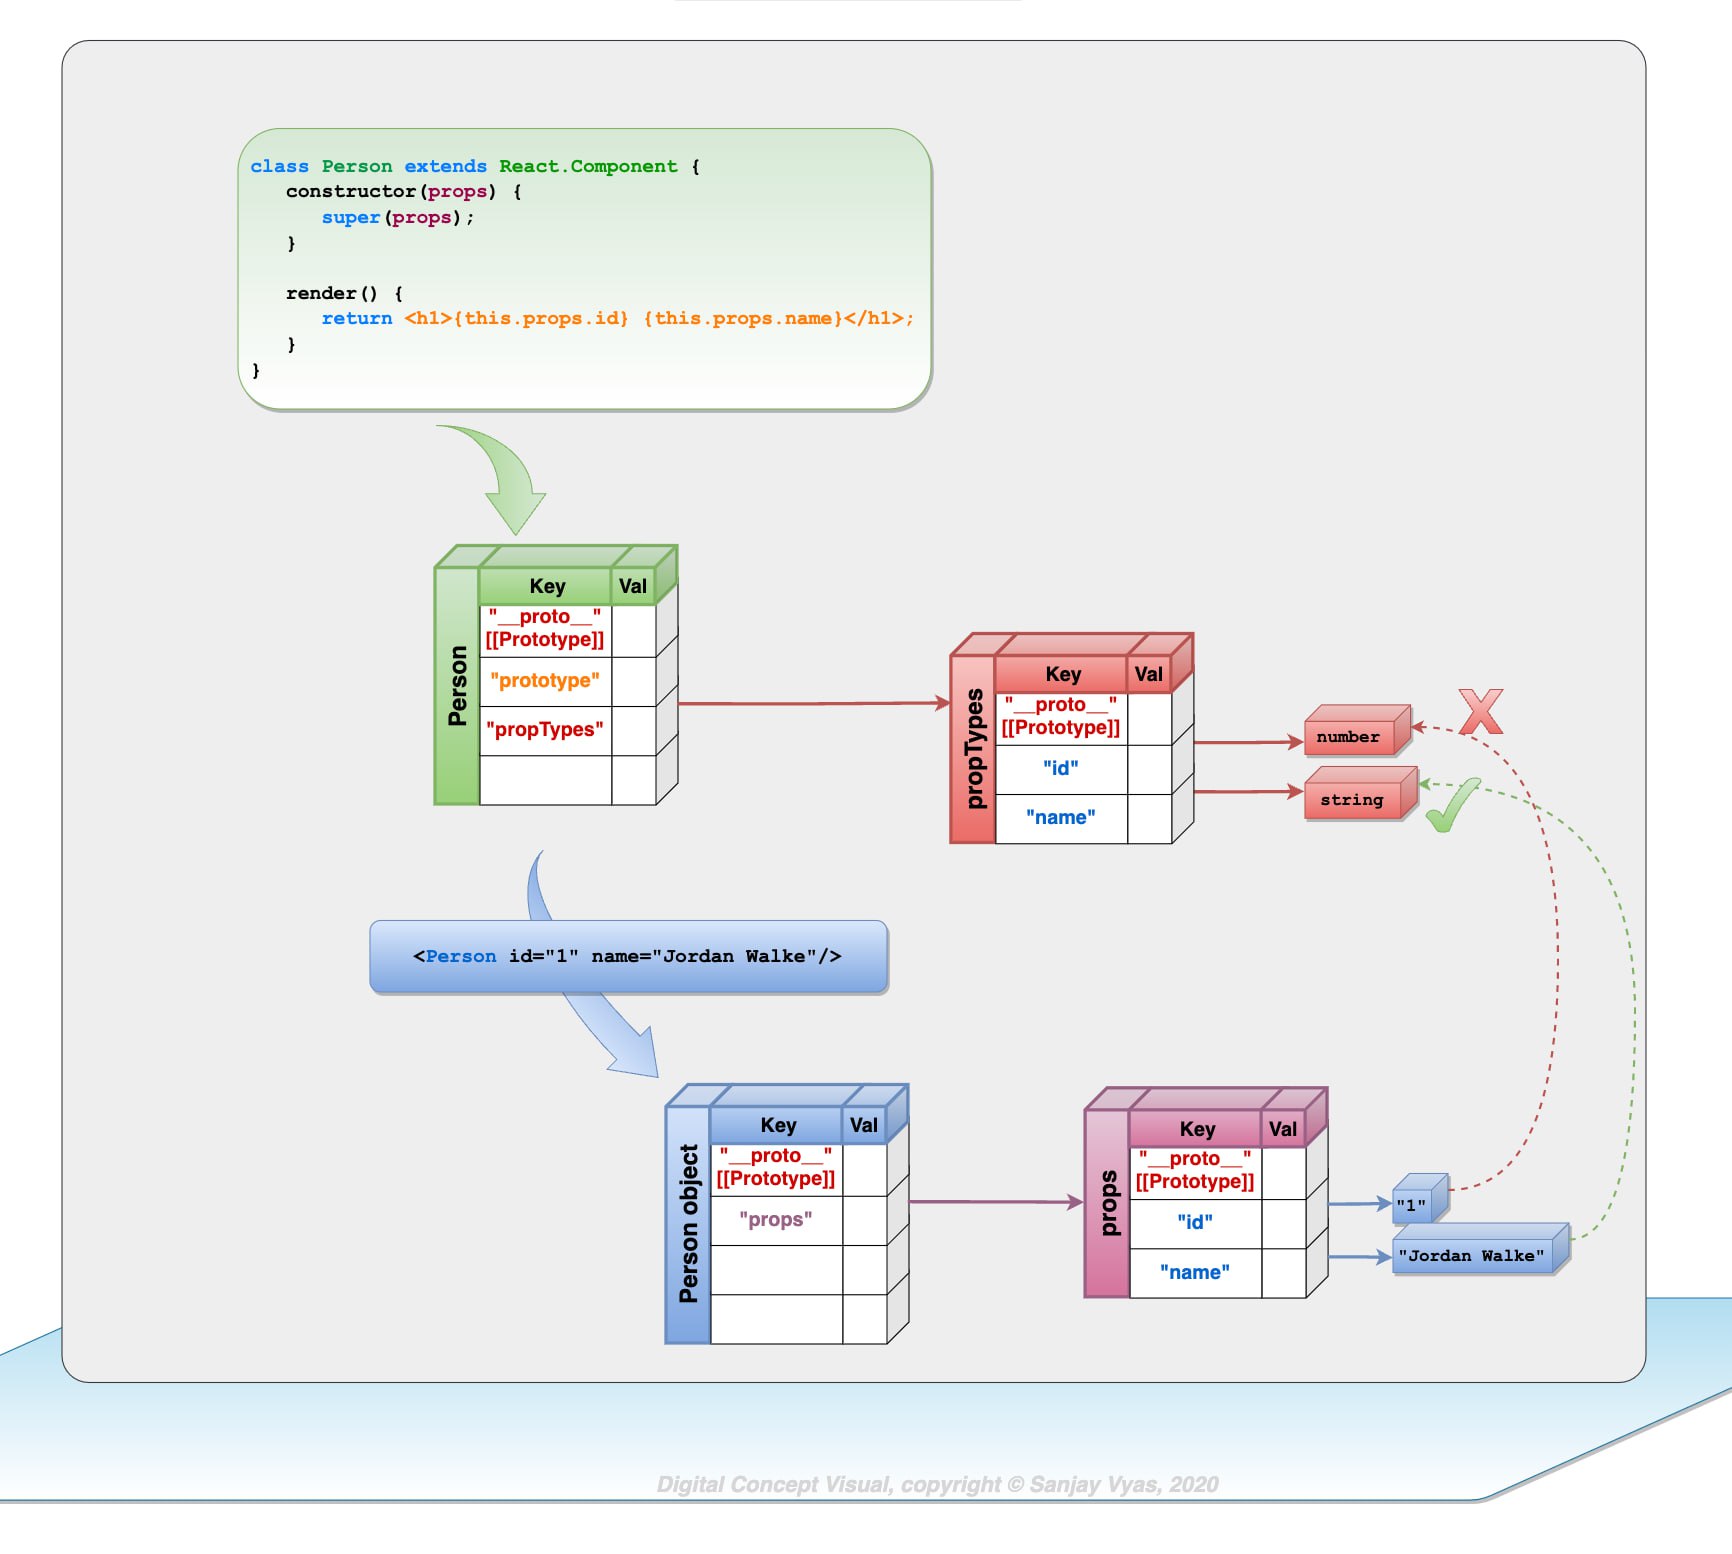 class Person extends React.Component {
constructor(props) {
super(props);
}
render() {
return <h1>{this.props.id} {this.props.name}</h1>;
}
}
Person
Key
Val
"__proto__"
[[Prototype]]
"prototype"
"propTypes"
propTypes
Key
Val
"__proto__"
[[Prototype]]
"id"
"name"
number
X
string
<Person id="1" name="Jordan Walke"/>
Person object
Key
Val
"__proto__"
[[Prototype]]
"props"
props
Key
Val
"__proto__"
[[Prototype]]
"id"
"name"
"1"
"Jordan Walke"
Digital Concept Visual, copyright © Sanjay Vyas, 2020